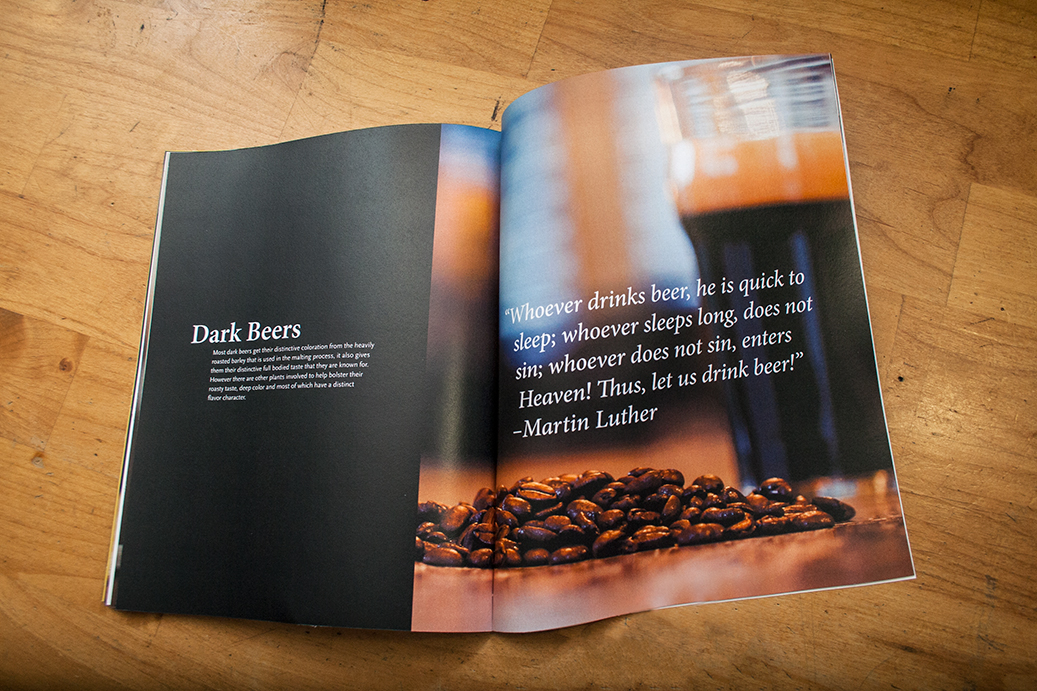 Dark Beers
Most dark beers get their distinctive coloration from the heavily
roasted barley that is used in the malting process, it also gives
them their distinctive full bodied taste that they are known for.
However there are other plants involved to help bolster their
roasty taste, deep color and most of which have a distinct
flavor character.
“Whoever drinks beer, he is quick to
sleep; whoever sleeps long, does not
sin; whoever does not sin, enters
Heaven! Thus, let us drink beer!”
–Martin Luther